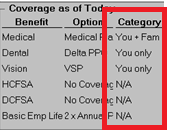 Coverage as of Today
Benefit Option Category
Medical Medical Pla You + Fam
Dental Delta PPO You only
Vision VSP You only
HCFSA No Coverag N/A
DCFSA No Coverag N/A
Basic Emp Life 2 x Annual P N/A